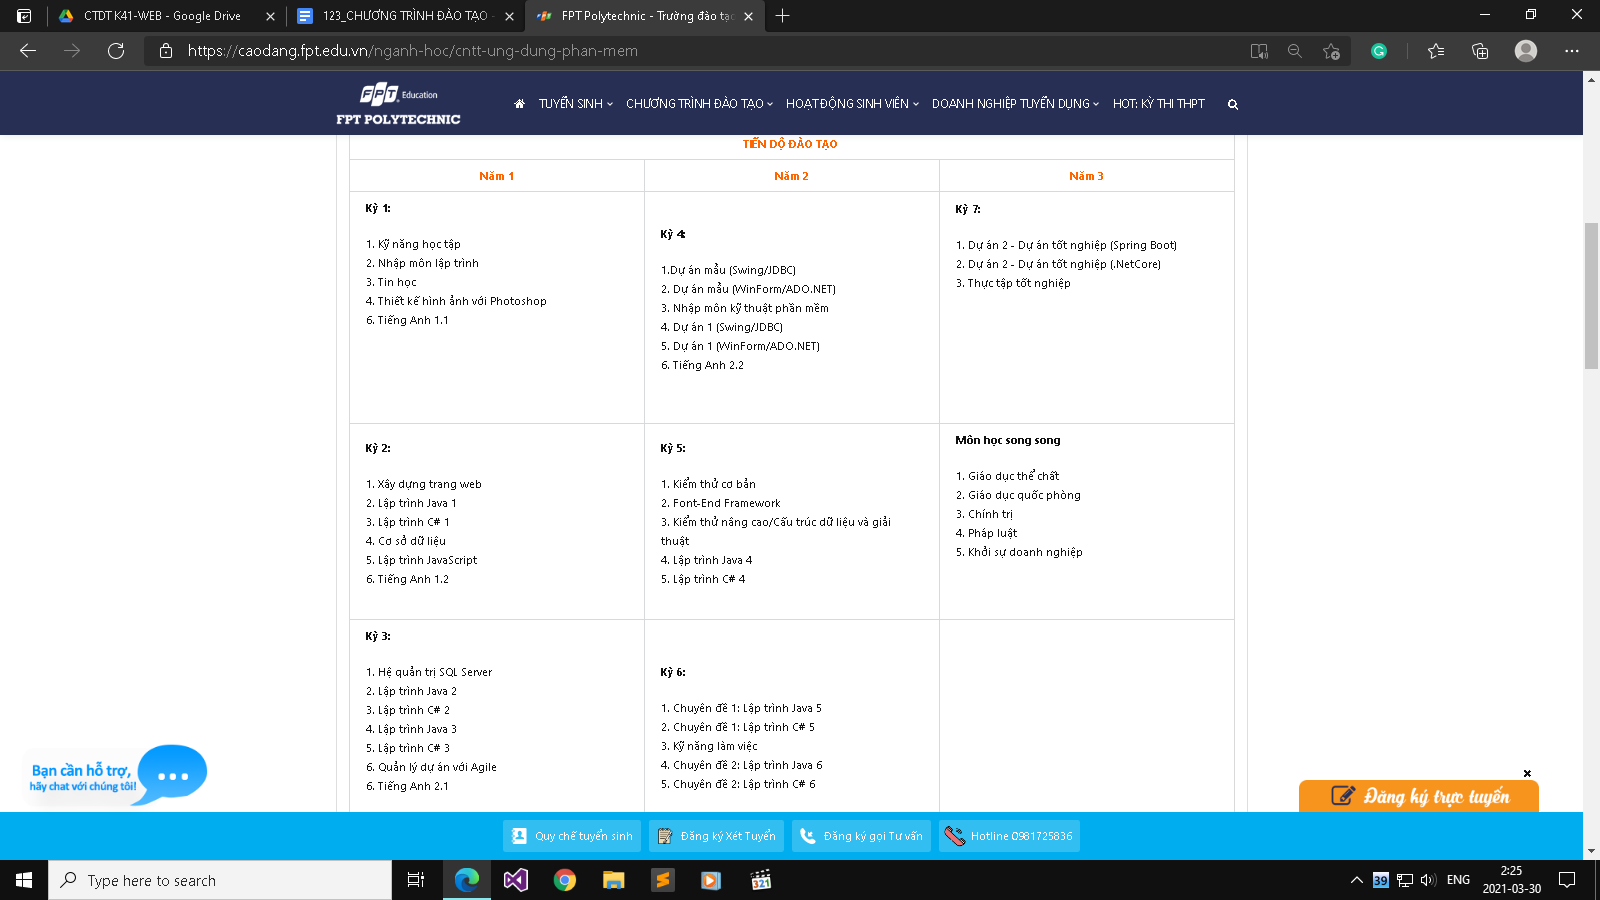 CTDT K41-WEB - Google Drive
123_CHƯƠNG TRÌNH ĐÀO TẠO -
FPT Polytechnic - Trường đào tạo
https://caodang.fpt.edu.vn/nganh-hoc/cntt-ung-dung-phan-mem
FPT Education
FPT POLYTECHNIC
TUYỂN SINH
CHƯƠNG TRÌNH ĐÀO TẠO
HOẠT ĐỘNG SINH VIÊN
DOANH NGHIỆP TUYỂN DỤNG
HOT: KỲ THI THPT
TIẾN DỘ ĐÀO TẠO
Năm 1
Năm 2
Năm 3
Kỳ 1:
1. Kỹ năng học tập
2. Nhập môn lập trình
3. Tin học
4. Thiết kế hình ảnh với Photoshop
6. Tiếng Anh 1.1
Kỳ 4:
1.Dự án mẫu (Swing/JDBC)
2. Dự án mẫu (WinForm/ADO.NET)
3. Nhập môn kỹ thuật phần mềm
4. Dự án 1 (Swing/JDBC)
5. Dự án 1 (WinForm/ADO.NET)
6. Tiếng Anh 2.2
Kỳ 7:
1. Dự án 2 - Dự án tốt nghiệp (Spring Boot)
2. Dự án 2 - Dự án tốt nghiệp (.NetCore)
3. Thực tập tốt nghiệp
Kỳ 2:
1. Xây dựng trang web
2. Lập trình Java 1
3. Lập trình C# 1
4. Cơ sở dữ liệu
5. Lập trình JavaScript
6. Tiếng Anh 1.2
Kỳ 5:
1. Kiểm thử cơ bản
2. Font-End Framework
3. Kiểm thử nâng cao/Cấu trúc dữ liệu và giải
thuật
4. Lập trình Java 4
5. Lập trình C# 4
Môn học song song
1. Giáo dục thể chất
2. Giáo dục quốc phòng
3. Chính trị
4. Pháp luật
5. Khởi sự doanh nghiệp
Kỳ 3:
1. Hệ quản trị SQL Server
2. Lập trình Java 2
3. Lập trình C# 2
4. Lập trình Java 3
5. Lập trình C# 3
6. Quản lý dự án với Agile
6. Tiếng Anh 2.1
Kỳ 6:
1. Chuyên đề 1: Lập trình Java 5
2. Chuyên đề 1: Lập trình C# 5
3. Kỹ năng làm việc
4. Chuyên đề 2: Lập trình Java 6
5. Chuyên đề 2: Lập trình C# 6
Bạn cần hỗ trợ,
hãy chat với chúng tôi!
Đăng ký trực tuyến
Quy chế tuyển sinh
Đăng ký Xét Tuyển
Đăng ký gọi Tư vấn
Hotline 0981725836
Type here to search
321
39
ENG
2:25
2021-03-30